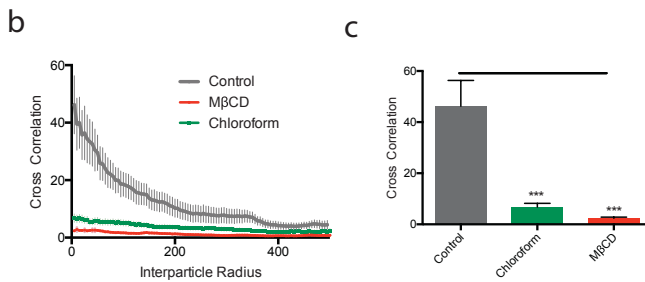 b
60
40
20
0
Cross Correlation
0
200
400
Interparticle Radius
Control
MβCD
Chloroform
c
60
40
20
0
Cross Correlation
***
***
Control
Chloroform
MβCD